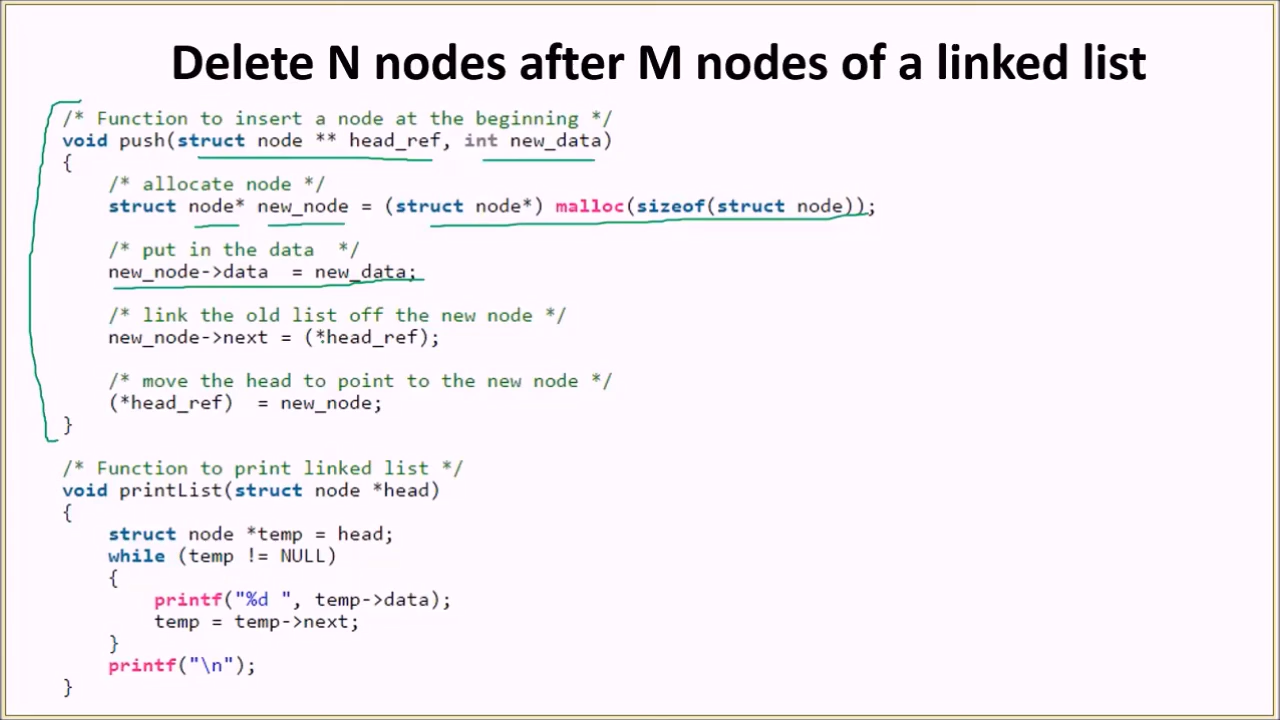 Delete N nodes after M nodes of a linked list
/* Function to insert a node at the beginning */
void push(struct node ** head_ref, int new_data)
{
    /* allocate node */
    struct node* new_node = (struct node*) malloc(sizeof(struct node));
    /* put in the data  */
    new_node->data  = new_data;
    /* link the old list off the new node */
    new_node->next = (*head_ref);
    /* move the head to point to the new node */
    (*head_ref)  = new_node;
}
/* Function to print linked list */
void printList(struct node *head)
{
    struct node *temp = head;
    while (temp != NULL)
    {
        printf("%d ", temp->data);
        temp = temp->next;
    }
    printf("\n");
}